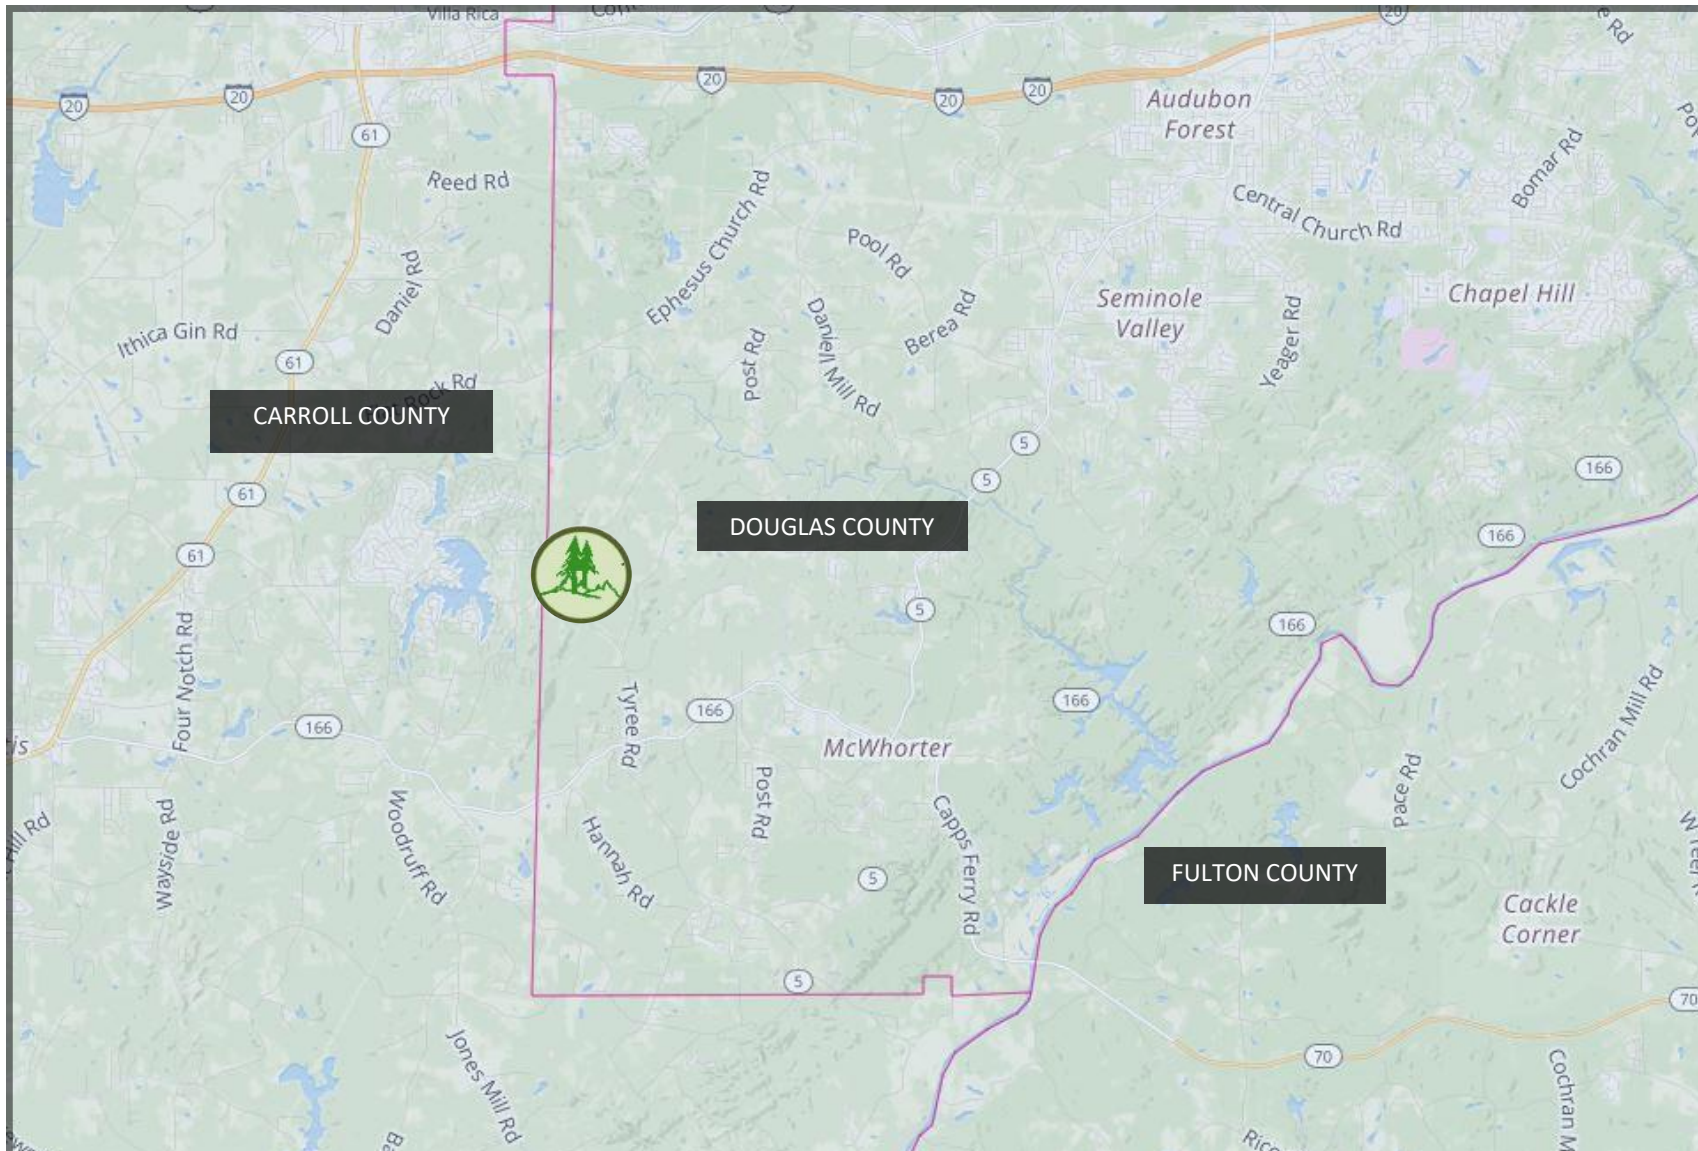 Villa Rica
20
20
20
20
20
20
61
Audubon
Forest
Reed Rd
Bomar Rd
Ephesus Church Rd
Central Church Rd
Pool Rd
Daniel Rd
Seminole
Valley
Chapel Hill
Ithica Gin Rd
Berea Rd
Daniell Mill Rd
Post Rd
Yeager Rd
61
Rock Rd
CARROLL COUNTY
5
166
5
61
DOUGLAS COUNTY
166
61
5
166
Four Notch Rd
Tyree Rd
166
166
166
McWhorter
Cochran Mill Rd
Pace Rd
Post Rd
Hill Rd
Wayside Rd
Woodruff Rd
Hannah Rd
Capps Ferry Rd
5
FULTON COUNTY
Cackle
Corner
5
70
70
Jones Mill Rd
Cochran M